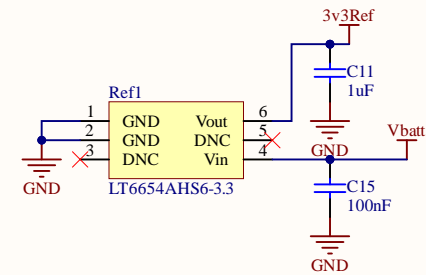 3v3Ref
C11
1uF
Ref1
1 GND Vout 6
2 GND DNC 5
3 DNC Vin 4
LT6654AHS6-3.3
GND
GND
Vbatt
C15
100nF
GND